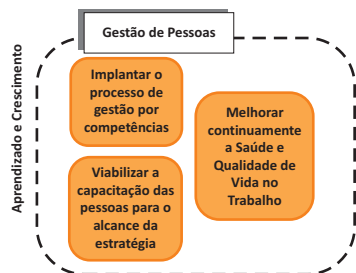 Gestão de Pessoas
Aprendizado e Crescimento
Implantar o
processo de
gestão por
competências
Viabilizar a
capacitação das
pessoas para o
alcance da
estratégia
Melhorar
continuamente
a Saúde e
Qualidade de
Vida no
Trabalho